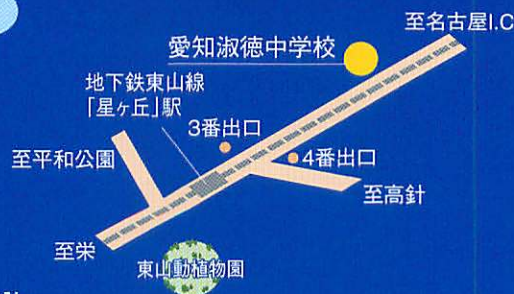 至名古屋I.C
愛知淑徳中学校
地下鉄東山線
「星ヶ丘」駅
3番出口
至平和公園
4番出口
至高針
至栄
東山動植物園